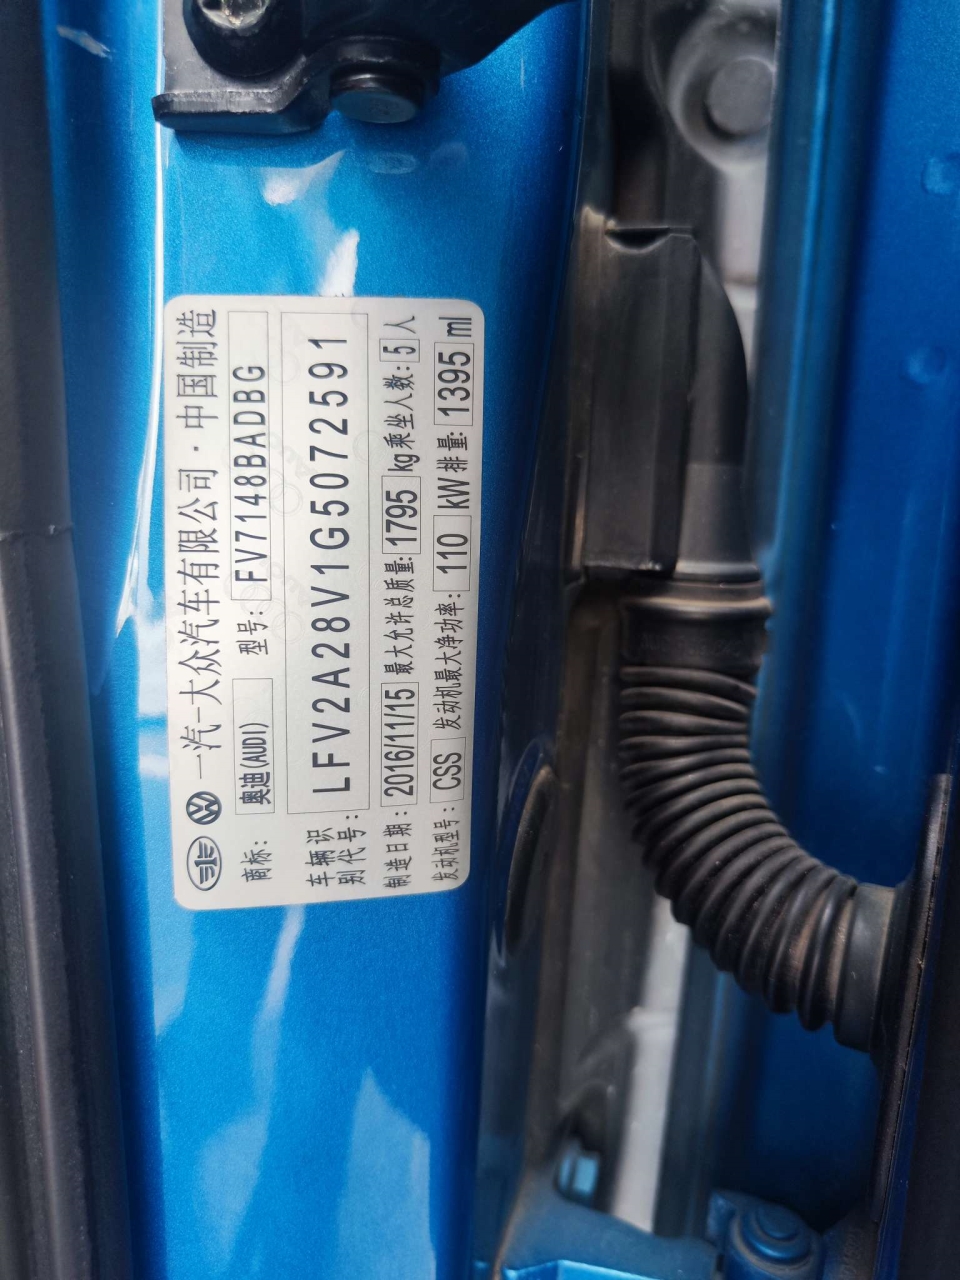 一汽-大众汽车有限公司·中国制造
商标: 奥迪(AUDI) 型号: FV7148BADBG
车辆识别代号: LFV2A28V1G5072591
制造日期: 2016/11/15 最大允许总质量: 1795 kg 乘坐人数: 5 人
发动机型号: CSS 发动机最大净功率: 110 kW 排量: 1395 ml